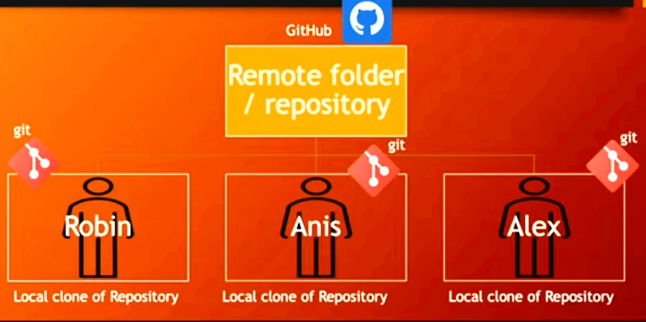 GitHub
Remote folder
/ repository
git
git
git
Robin
Anis
Alex
Local clone of Repository
Local clone of Repository
Local clone of Repository